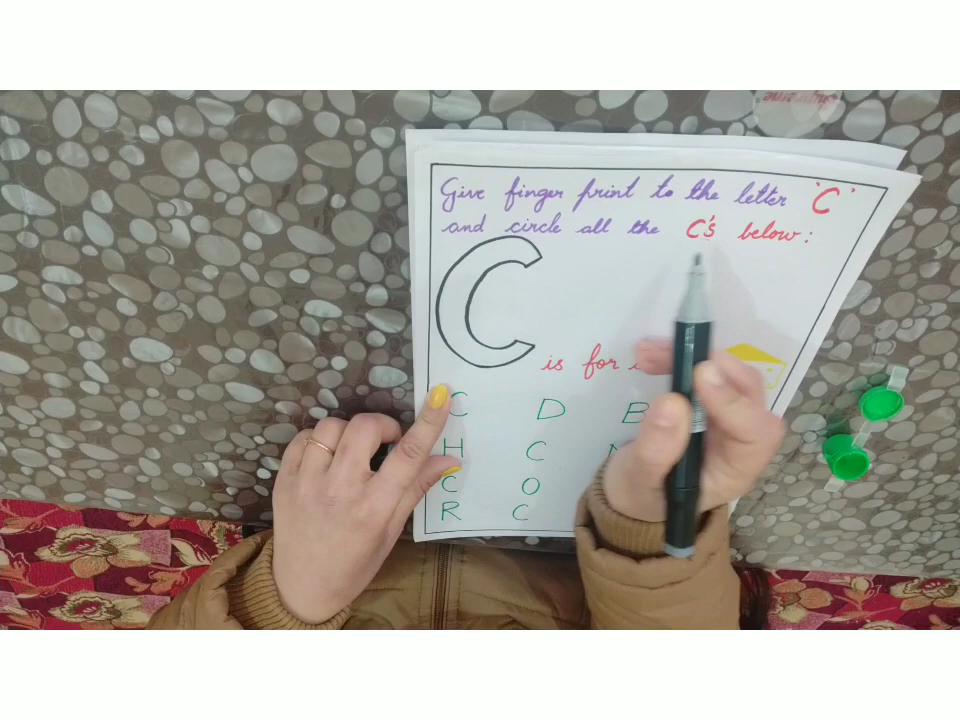 Give finger print to the letter 'C'
and circle all the C's below:
C
is for
C D B
H C
C O
R C